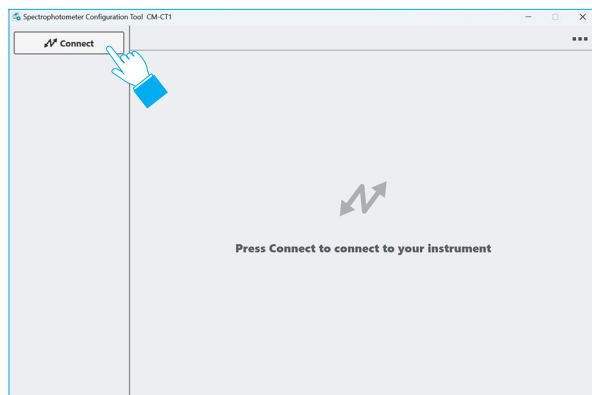 Spectrophotometer Configuration Tool CM-CT1
Connect
Press Connect to connect to your instrument